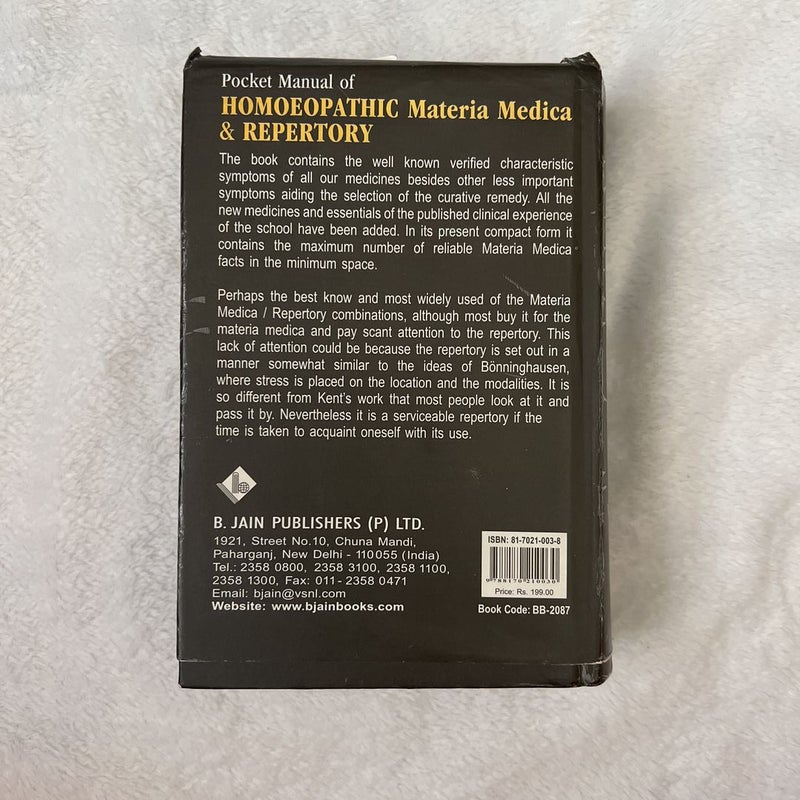 Pocket Manual of
HOMOEOPATHIC Materia Medica
& REPERTORY
The book contains the well known verified characteristic
symptoms of all our medicines besides other less important
symptoms aiding the selection of the curative remedy. All the
new medicines and essentials of the published clinical experience
of the school have been added. In its present compact form it
contains the maximum number of reliable Materia Medica
facts in the minimum space.
Perhaps the best know and most widely used of the Materia
Medica / Repertory combinations, although most buy it for the
materia medica and pay scant attention to the repertory. This
lack of attention could be because the repertory is set out in a
manner somewhat similar to the ideas of Bönninghausen,
where stress is placed on the location and the modalities. It is
so different from Kent's work that most people look at it and
pass it by. Nevertheless it is a serviceable repertory if the
time is taken to acquaint oneself with its use.
B. JAIN PUBLISHERS (P) LTD.
1921, Street No.10, Chuna Mandi,
Paharganj, New Delhi - 110055 (India)
Tel.: 2358 0800, 2358 3100, 2358 1100,
2358 1300, Fax: 011-2358 0471
Email: bjain@vsnl.com
Website: www.bjainbooks.com
ISBN: 81-7021-003-8
9788170210030
Price: Rs. 199.00
Book Code: BB-2087